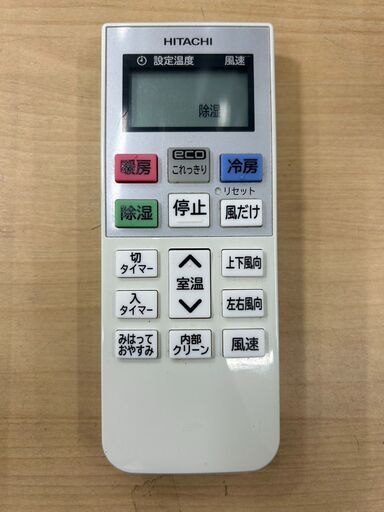 HITACHI
設定温度 風速
除湿
暖房 eco これっきり 冷房
リセット
除湿 停止 風だけ
切タイマー 室温 上下風向
入タイマー 左右風向
みはっておやすみ 内部クリーン 風速